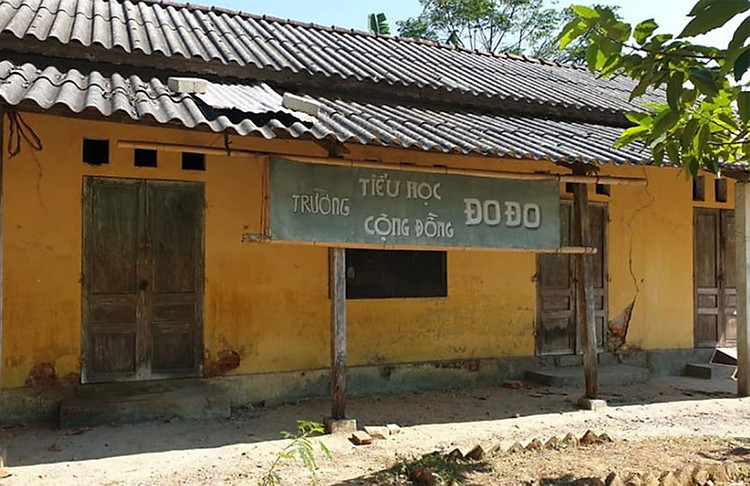 TRƯỜNG TIỂU HỌC
CỘNG ĐỒNG ĐO ĐO